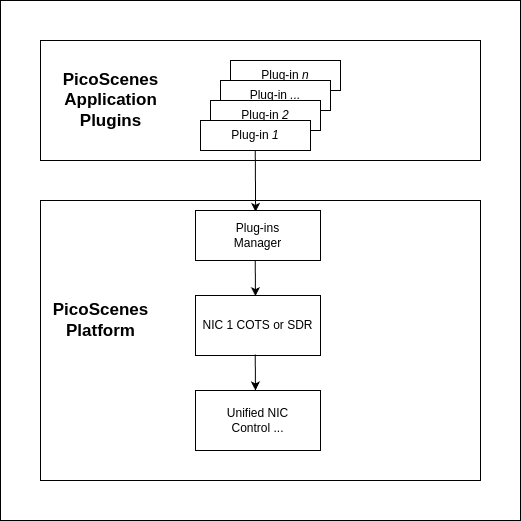 PicoScenes
Application
Plugins
Plug-in n
Plug-in ...
Plug-in 2
Plug-in 1
Plug-ins
Manager
PicoScenes
Platform
NIC 1 COTS or SDR
Unified NIC
Control ...